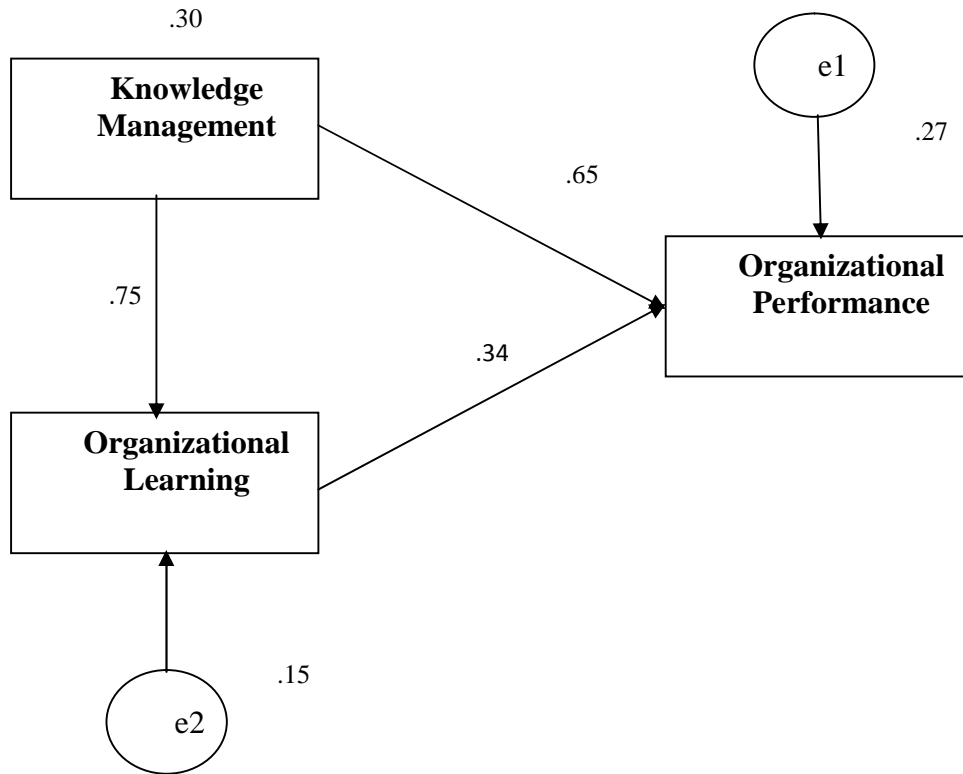 .30
Knowledge
Management
e1
.27
.65
Organizational
Performance
.75
.34
Organizational
Learning
.15
e2